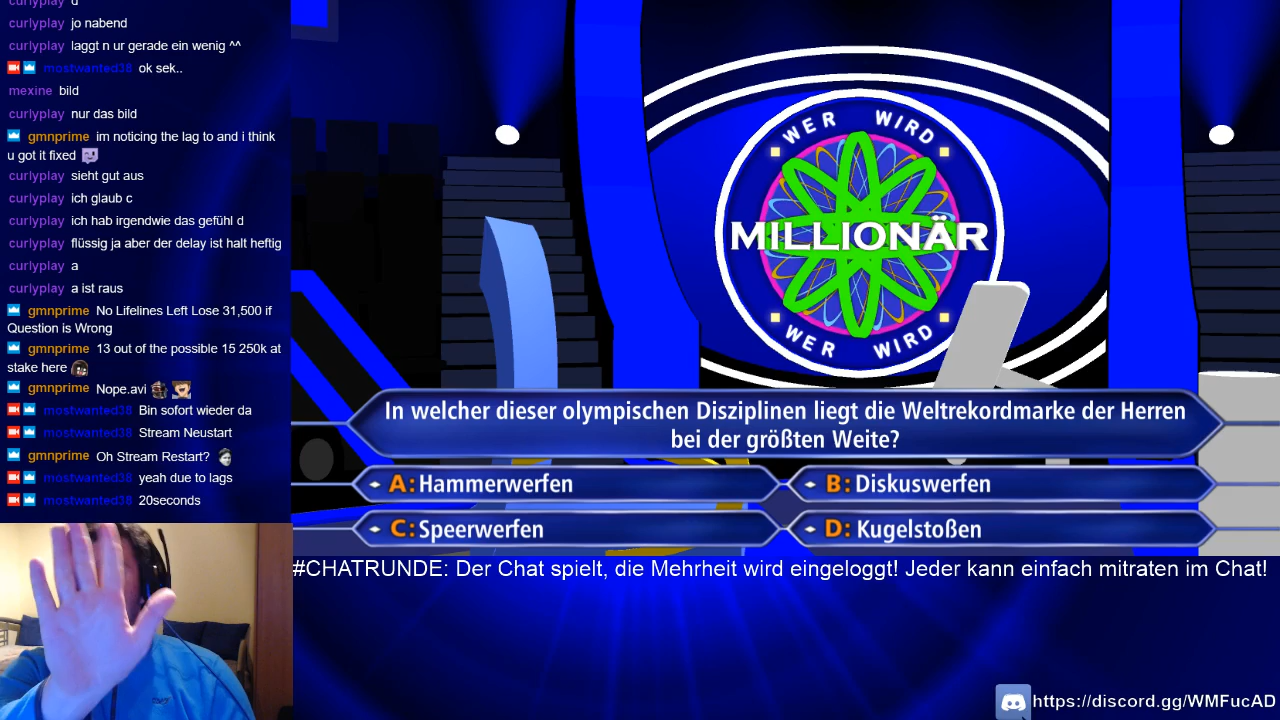 curlyplay d
curlyplay jo nabend
curlyplay laggt n ur gerade ein wenig ^^
mostwanted38 ok sek..
mexine bild
curlyplay nur das bild
gmnprime im noticing the lag to and i think
u got it fixed
curlyplay sieht gut aus
curlyplay ich glaub c
curlyplay ich hab irgendwie das gefühl d
curlyplay flüssig ja aber der delay ist halt heftig
curlyplay a
curlyplay a ist raus
gmnprime No Lifelines Left Lose 31,500 if
Question is Wrong
gmnprime 13 out of the possible 15 250k at
stake here
gmnprime Nope.avi
mostwanted38 Bin sofort wieder da
mostwanted38 Stream Neustart
gmnprime Oh Stream Restart?
mostwanted38 yeah due to lags
mostwanted38 20seconds
WER WIRD
MILLIONÄR
WER WIRD
In welcher dieser olympischen Disziplinen liegt die Weltrekordmarke der Herren
bei der größten Weite?
A: Hammerwerfen
B: Diskuswerfen
C: Speerwerfen
D: Kugelstoßen
#CHATRUNDE: Der Chat spielt, die Mehrheit wird eingeloggt! Jeder kann einfach mitraten im Chat!
https://discord.gg/WMFucAD